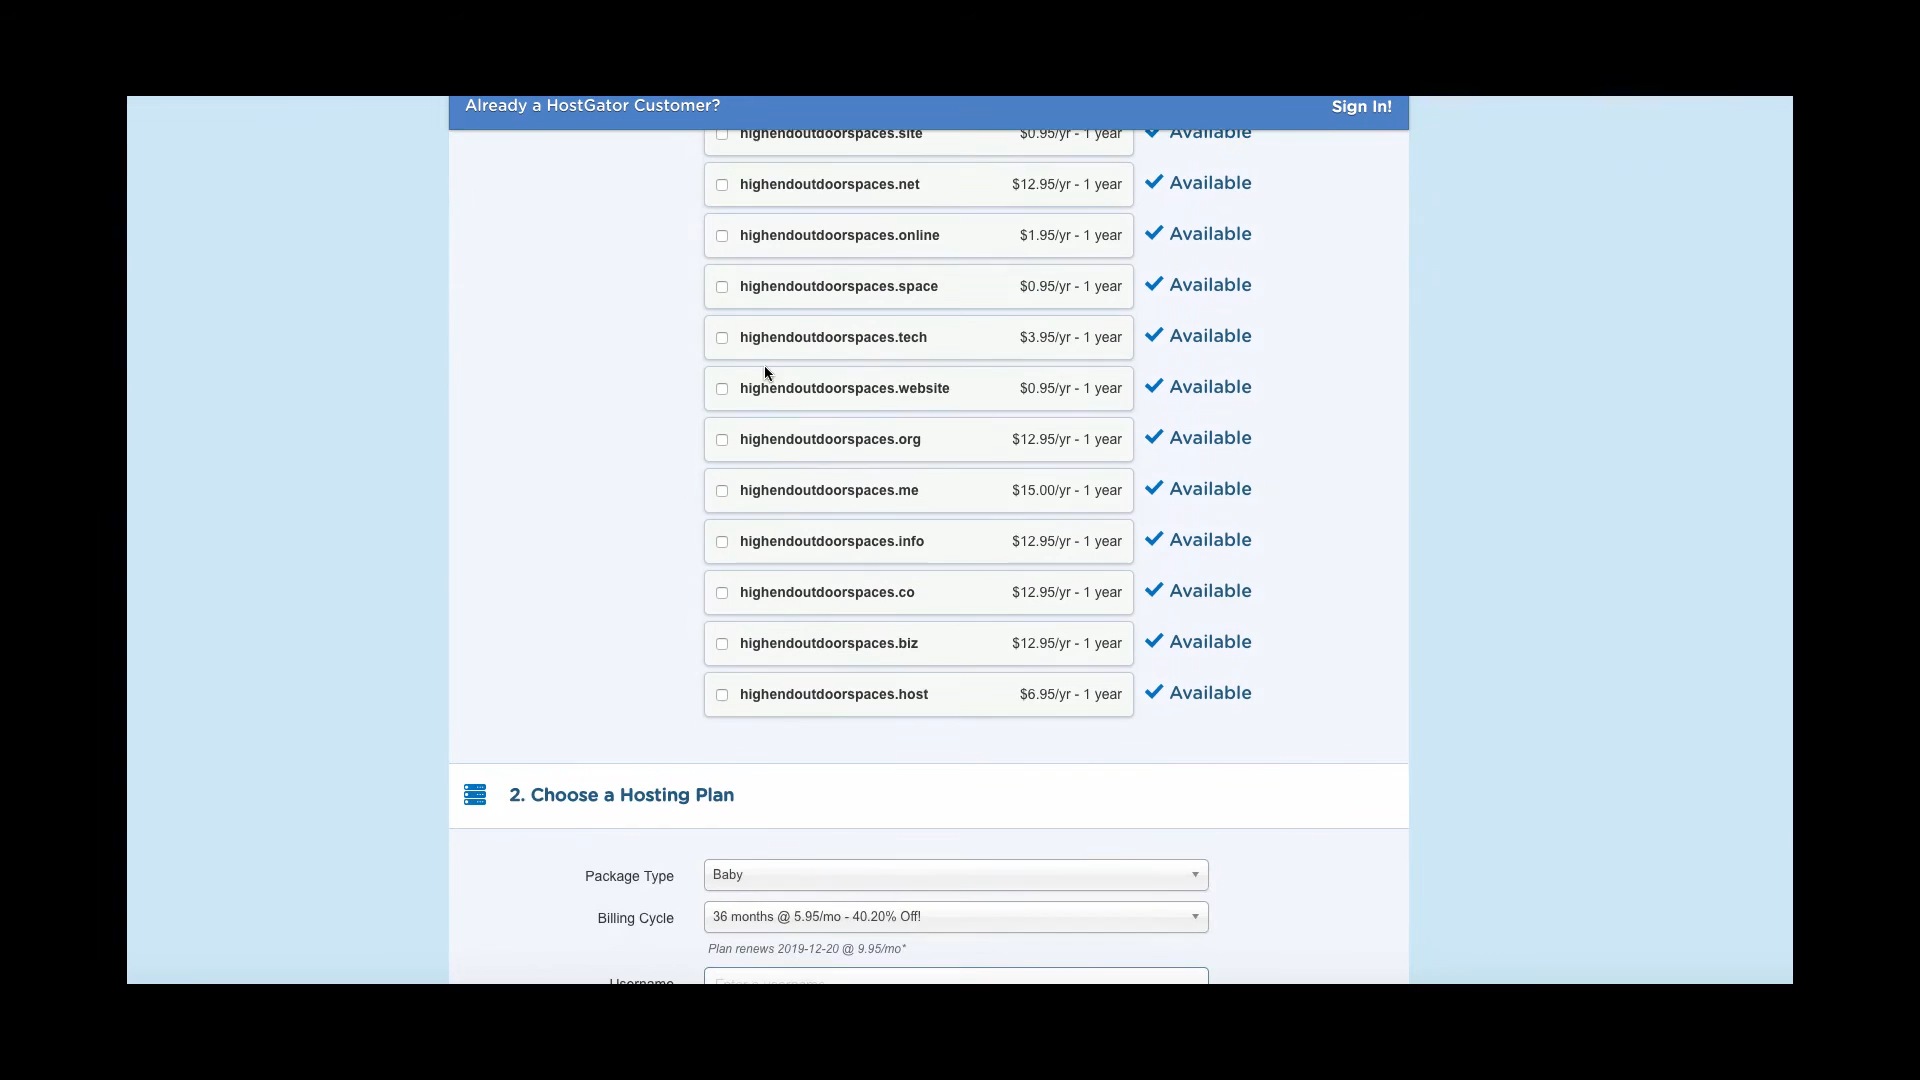 Already a HostGator Customer? Sign In!
highendoutdoorspaces.site $0.95/yr - 1 year Available
highendoutdoorspaces.net $12.95/yr - 1 year Available
highendoutdoorspaces.online $1.95/yr - 1 year Available
highendoutdoorspaces.space $0.95/yr - 1 year Available
highendoutdoorspaces.tech $3.95/yr - 1 year Available
highendoutdoorspaces.website $0.95/yr - 1 year Available
highendoutdoorspaces.org $12.95/yr - 1 year Available
highendoutdoorspaces.me $15.00/yr - 1 year Available
highendoutdoorspaces.info $12.95/yr - 1 year Available
highendoutdoorspaces.co $12.95/yr - 1 year Available
highendoutdoorspaces.biz $12.95/yr - 1 year Available
highendoutdoorspaces.host $6.95/yr - 1 year Available
2. Choose a Hosting Plan
Package Type Baby
Billing Cycle 36 months @ 5.95/mo - 40.20% Off!
Plan renews 2019-12-20 @ 9.95/mo*
Username Enter a username